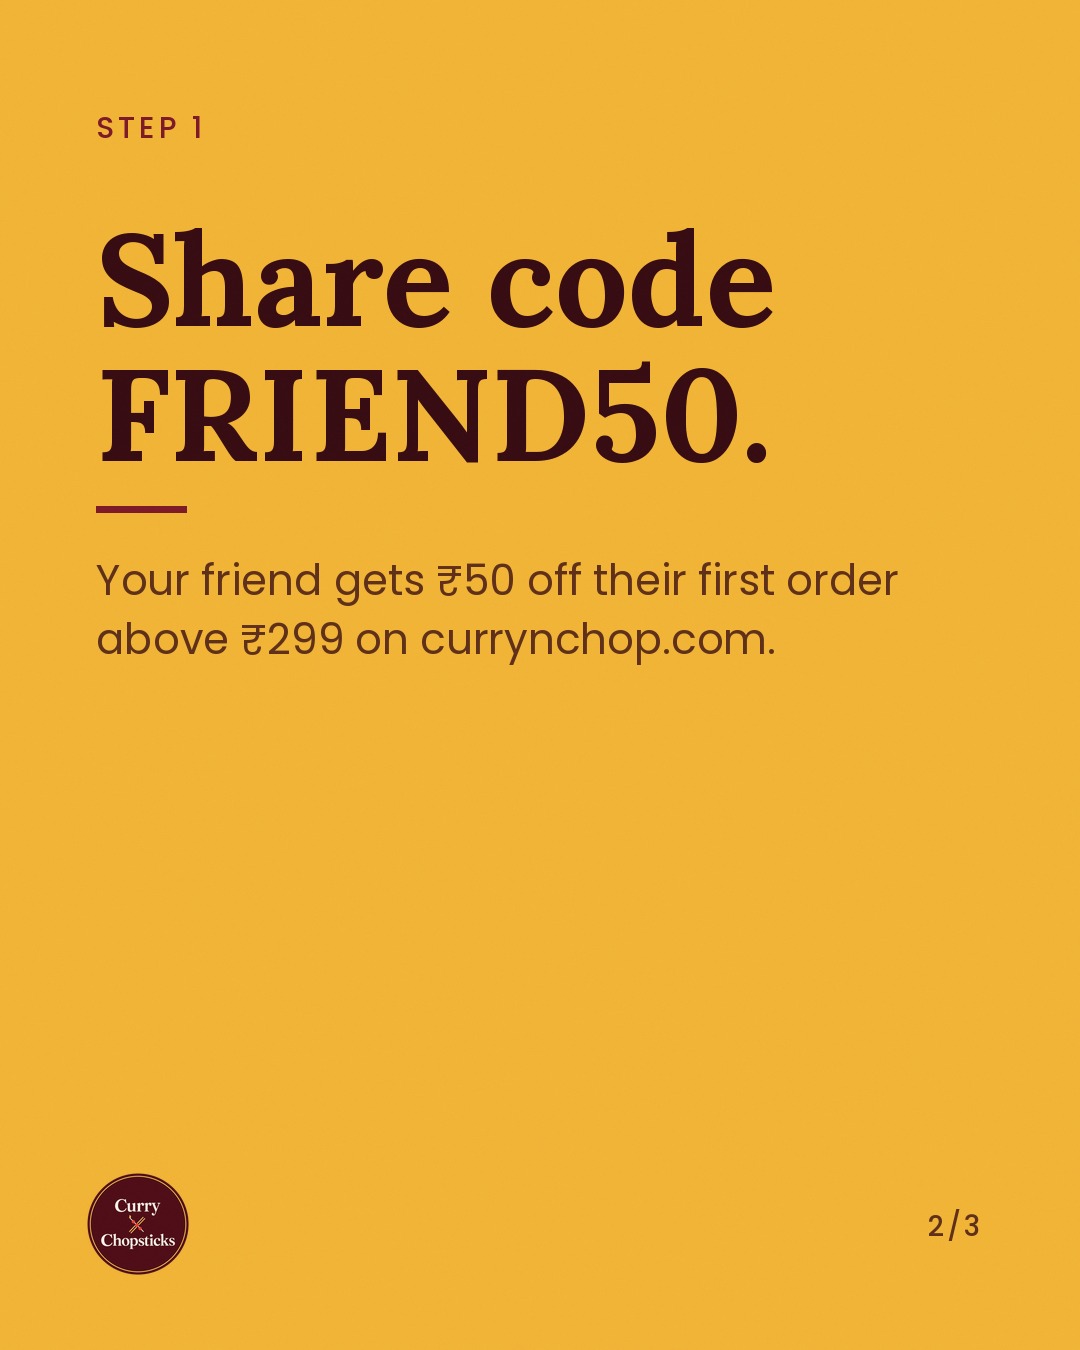 STEP 1
Share code
FRIEND50.
Your friend gets ₹50 off their first order
above ₹299 on currynchop.com.
Curry
Chopsticks
2/3